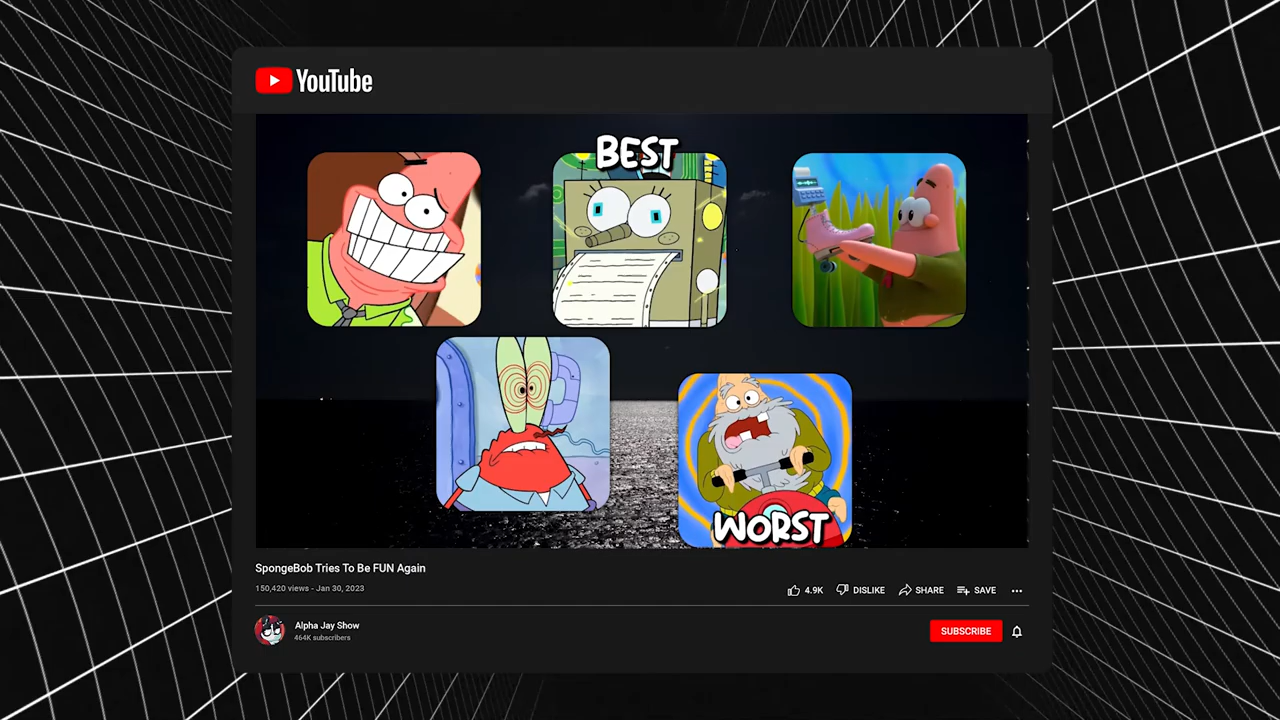 YouTube
BEST
WORST
SpongeBob Tries To Be FUN Again
150,420 views - Jan 30, 2023
4.9K DISLIKE SHARE SAVE
Alpha Jay Show
464K subscribers
SUBSCRIBE